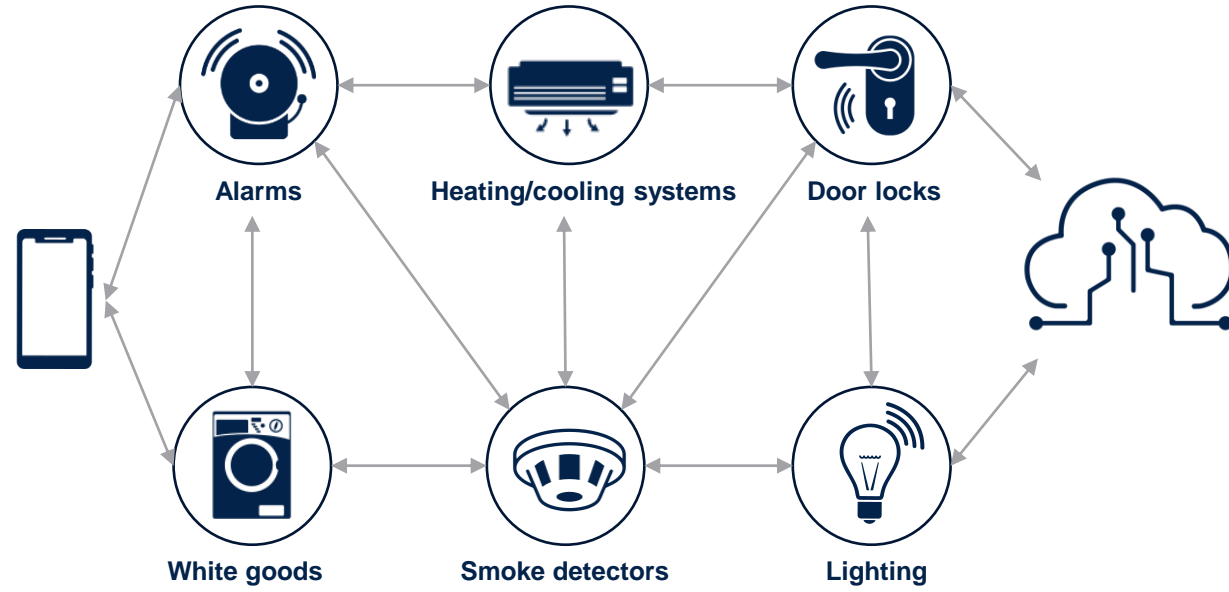 Alarms
Heating/cooling systems
Door locks
White goods
Smoke detectors
Lighting